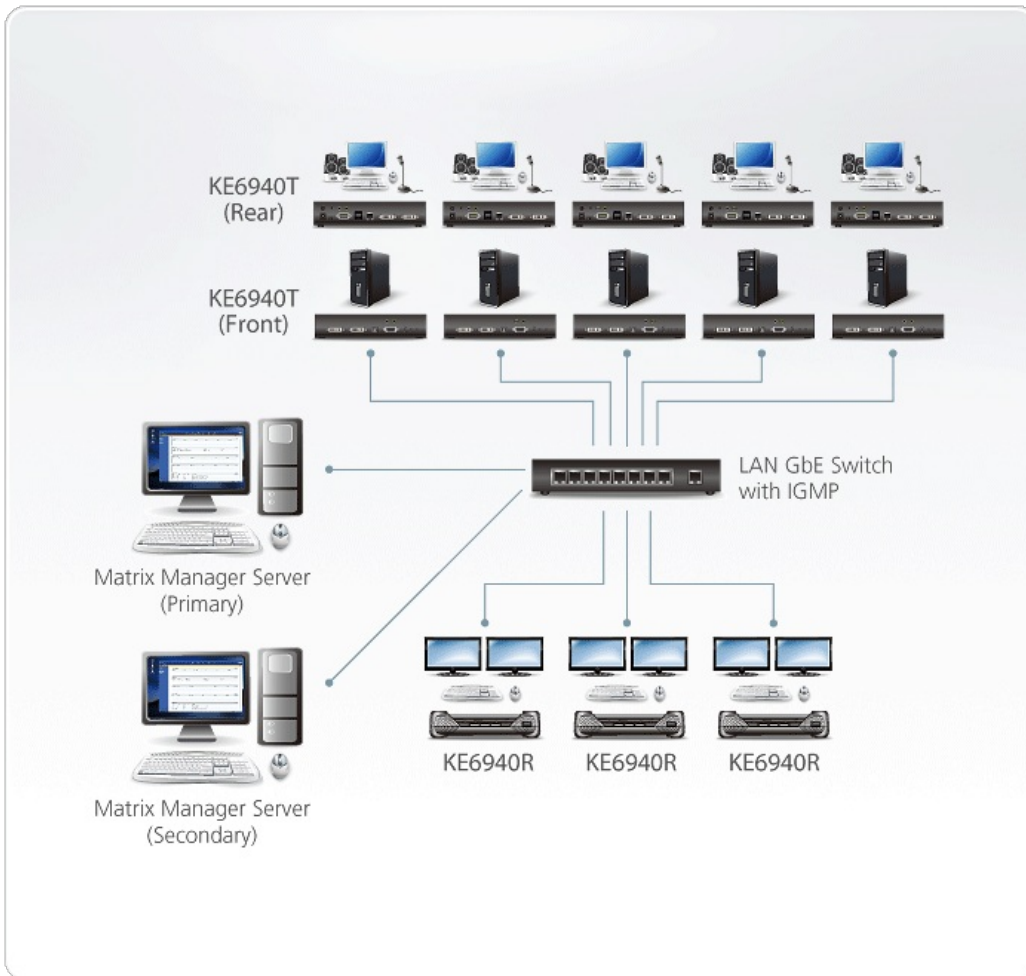 KE6940T
(Rear)
KE6940T
(Front)
LAN GbE Switch
with IGMP
Matrix Manager Server
(Primary)
KE6940R
KE6940R
KE6940R
Matrix Manager Server
(Secondary)